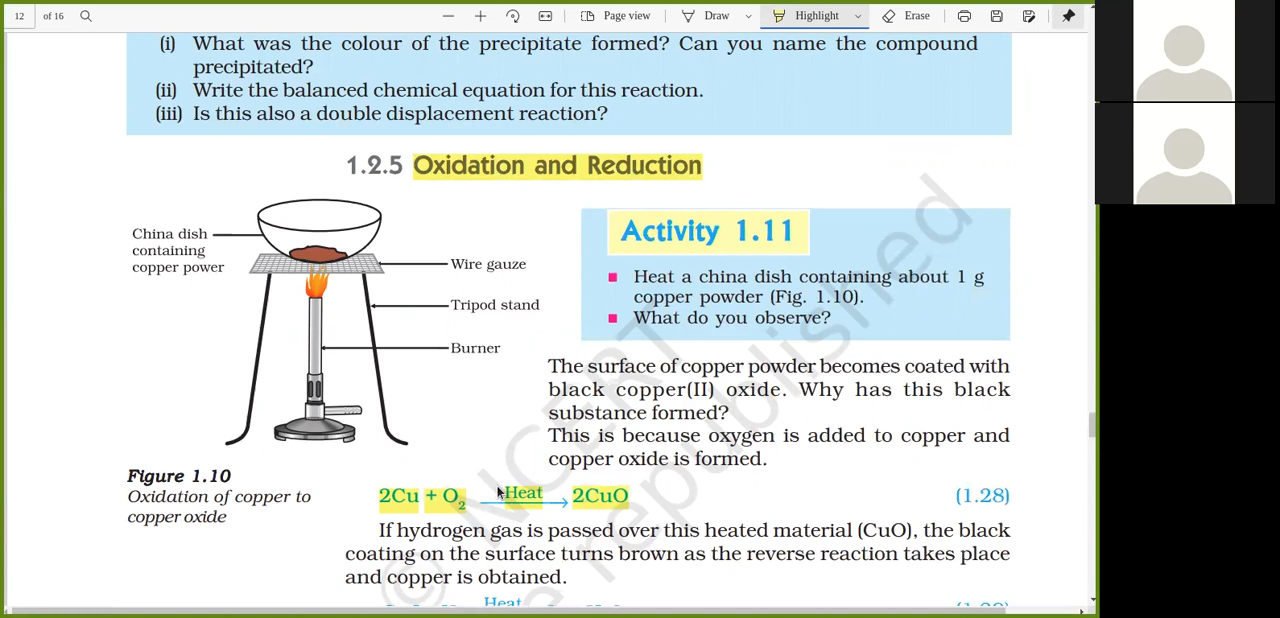 12 of 16 Page view Draw Highlight Erase
(i) What was the colour of the precipitate formed? Can you name the compound
precipitated?
(ii) Write the balanced chemical equation for this reaction.
(iii) Is this also a double displacement reaction?
1.2.5 Oxidation and Reduction
China dish
containing
copper power
Wire gauze
Tripod stand
Burner
Figure 1.10
Oxidation of copper to
copper oxide
Activity 1.11
■ Heat a china dish containing about 1 g
copper powder (Fig. 1.10).
■ What do you observe?
The surface of copper powder becomes coated with
black copper(II) oxide. Why has this black
substance formed?
This is because oxygen is added to copper and
copper oxide is formed.
2Cu + O₂ Heat → 2CuO (1.28)
If hydrogen gas is passed over this heated material (CuO), the black
coating on the surface turns brown as the reverse reaction takes place
and copper is obtained.
Heat
© NCERT
republished